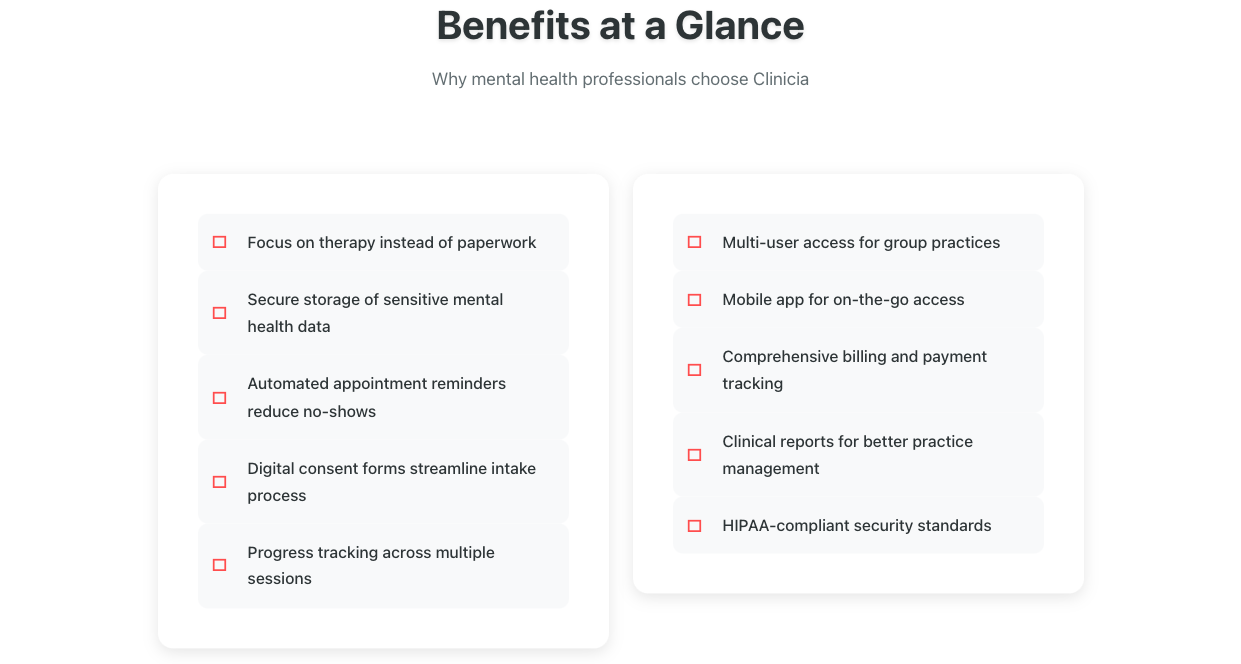 Benefits at a Glance
Why mental health professionals choose Clinicia
Focus on therapy instead of paperwork
Secure storage of sensitive mental
health data
Automated appointment reminders
reduce no-shows
Digital consent forms streamline intake
process
Progress tracking across multiple
sessions
Multi-user access for group practices
Mobile app for on-the-go access
Comprehensive billing and payment
tracking
Clinical reports for better practice
management
HIPAA-compliant security standards